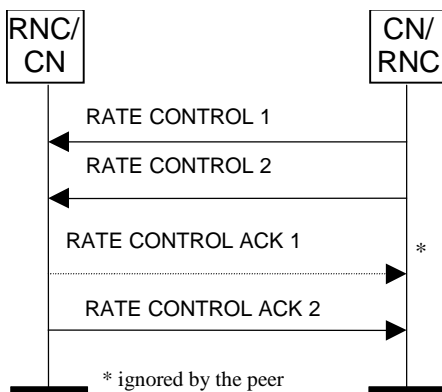 RNC/
CN
CN/
RNC
RATE CONTROL 1
RATE CONTROL 2
RATE CONTROL ACK 1
*
RATE CONTROL ACK 2
* ignored by the peer